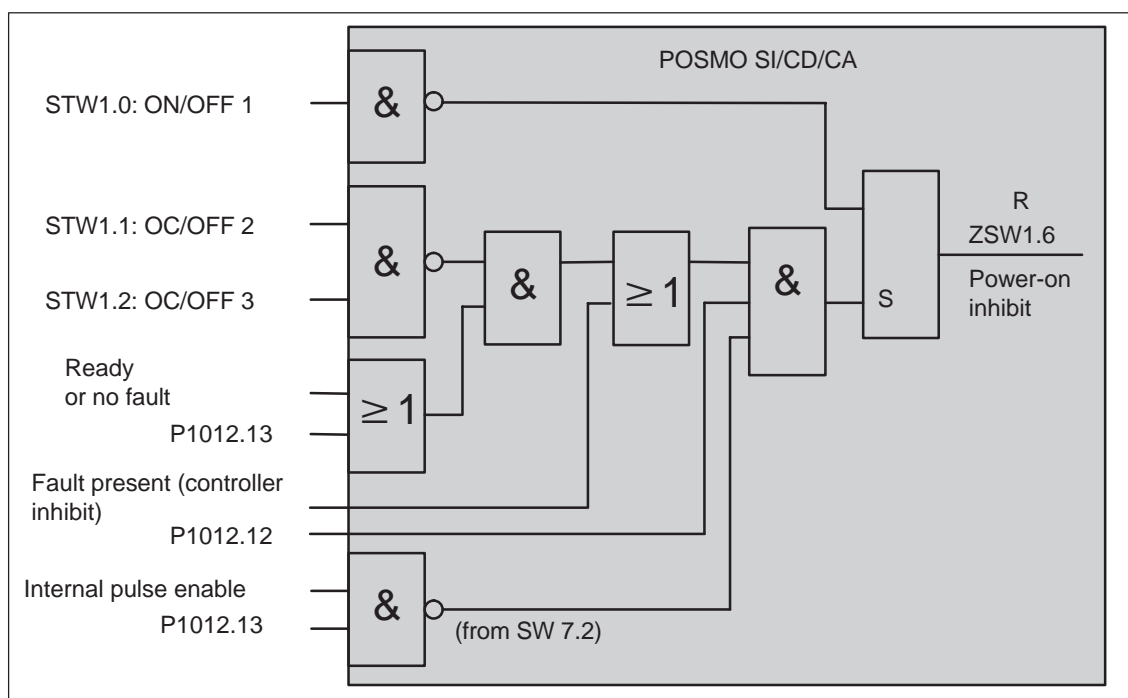 POSMO SI/CD/CA
STW1.0: ON/OFF 1
&
STW1.1: OC/OFF 2
STW1.2: OC/OFF 3
&
&
≥ 1
&
S
R
ZSW1.6
Power-on
inhibit
Ready
or no fault
P1012.13
≥ 1
Fault present (controller
inhibit)
P1012.12
Internal pulse enable
P1012.13
&
(from SW 7.2)